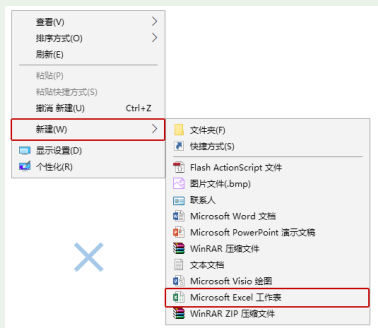 查看(V)
排序方式(O)
刷新(E)
粘贴(P)
粘贴快捷方式(S)
撤消 新建(U) Ctrl+Z
新建(W)
显示设置(D)
个性化(R)
文件夹(F)
快捷方式(S)
Flash ActionScript 文件
图片文件(.bmp)
联系人
Microsoft Word 文档
Microsoft PowerPoint 演示文稿
WinRAR 压缩文件
文本文档
Microsoft Visio 绘图
Microsoft Excel 工作表
WinRAR ZIP 压缩文件